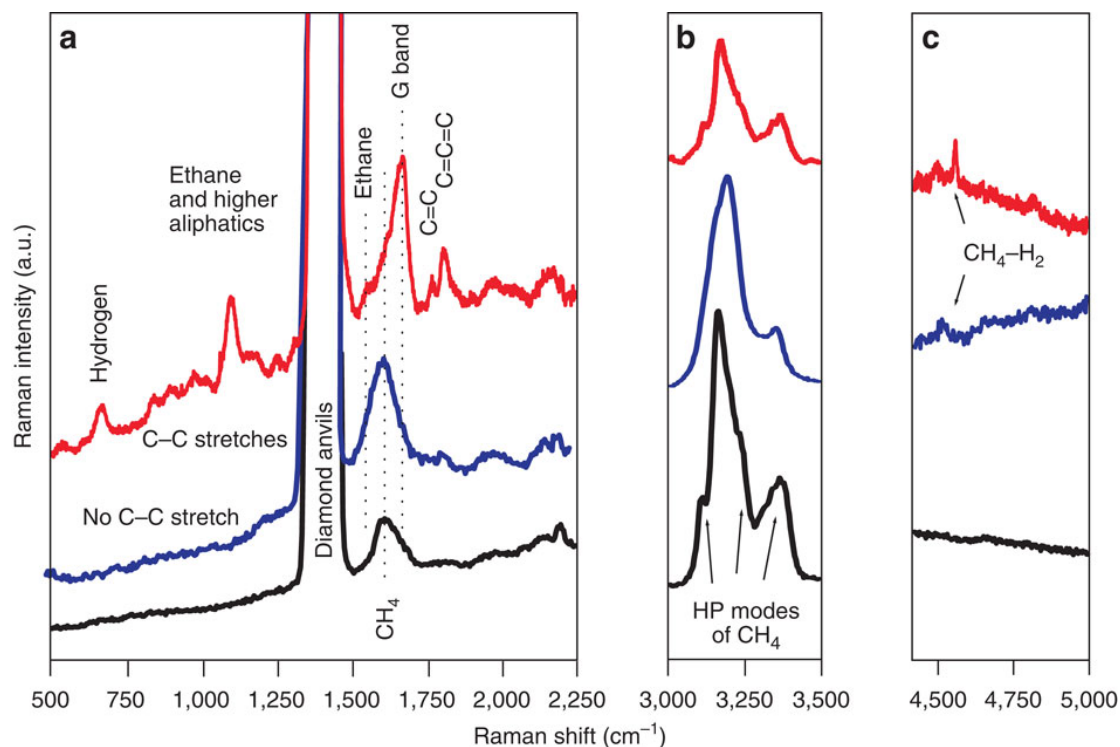 a
b
c
Raman intensity (a.u.)
Hydrogen
Ethane
and higher
aliphatics
Ethane
G band
C=C
C=C=C
C–C stretches
No C–C stretch
Diamond anvils
CH₄
HP modes
of CH₄
CH₄–H₂
500 750 1,000 1,250 1,500 1,750 2,000 2,250
3,000 3,250 3,500
4,500 4,750 5,000
Raman shift (cm⁻¹)